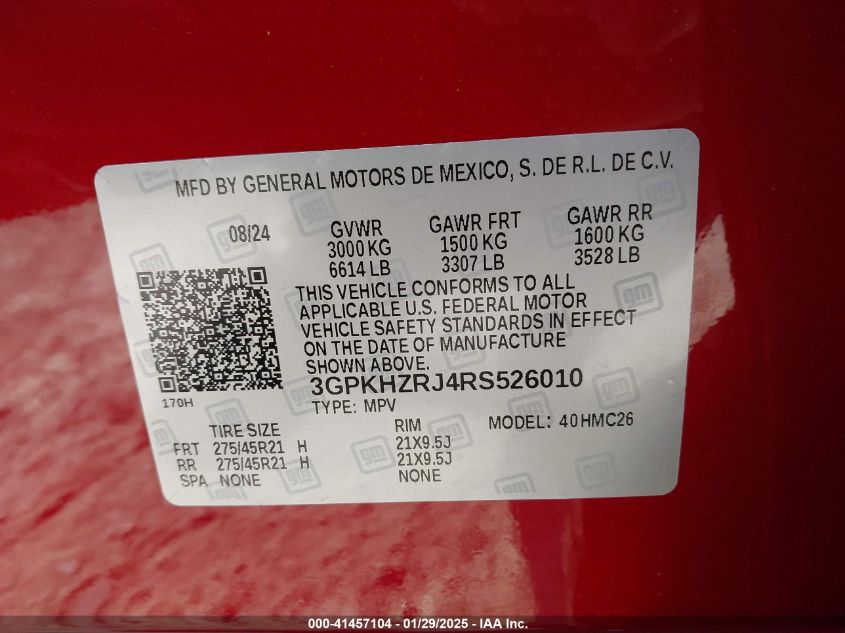 MFD BY GENERAL MOTORS DE MEXICO, S. DE R.L. DE C.V.
08/24 GVWR GAWR FRT GAWR RR
3000 KG 1500 KG 1600 KG
6614 LB 3307 LB 3528 LB
THIS VEHICLE CONFORMS TO ALL
APPLICABLE U.S. FEDERAL MOTOR
VEHICLE SAFETY STANDARDS IN EFFECT
ON THE DATE OF MANUFACTURE
SHOWN ABOVE.
170H
3GPKHZRJ4RS526010
TYPE: MPV
TIRE SIZE RIM MODEL: 40HMC26
FRT 275/45R21 H 21X9.5J
RR 275/45R21 H 21X9.5J
SPA NONE NONE
gm
000-41457104 - 01/29/2025 - IAA Inc.